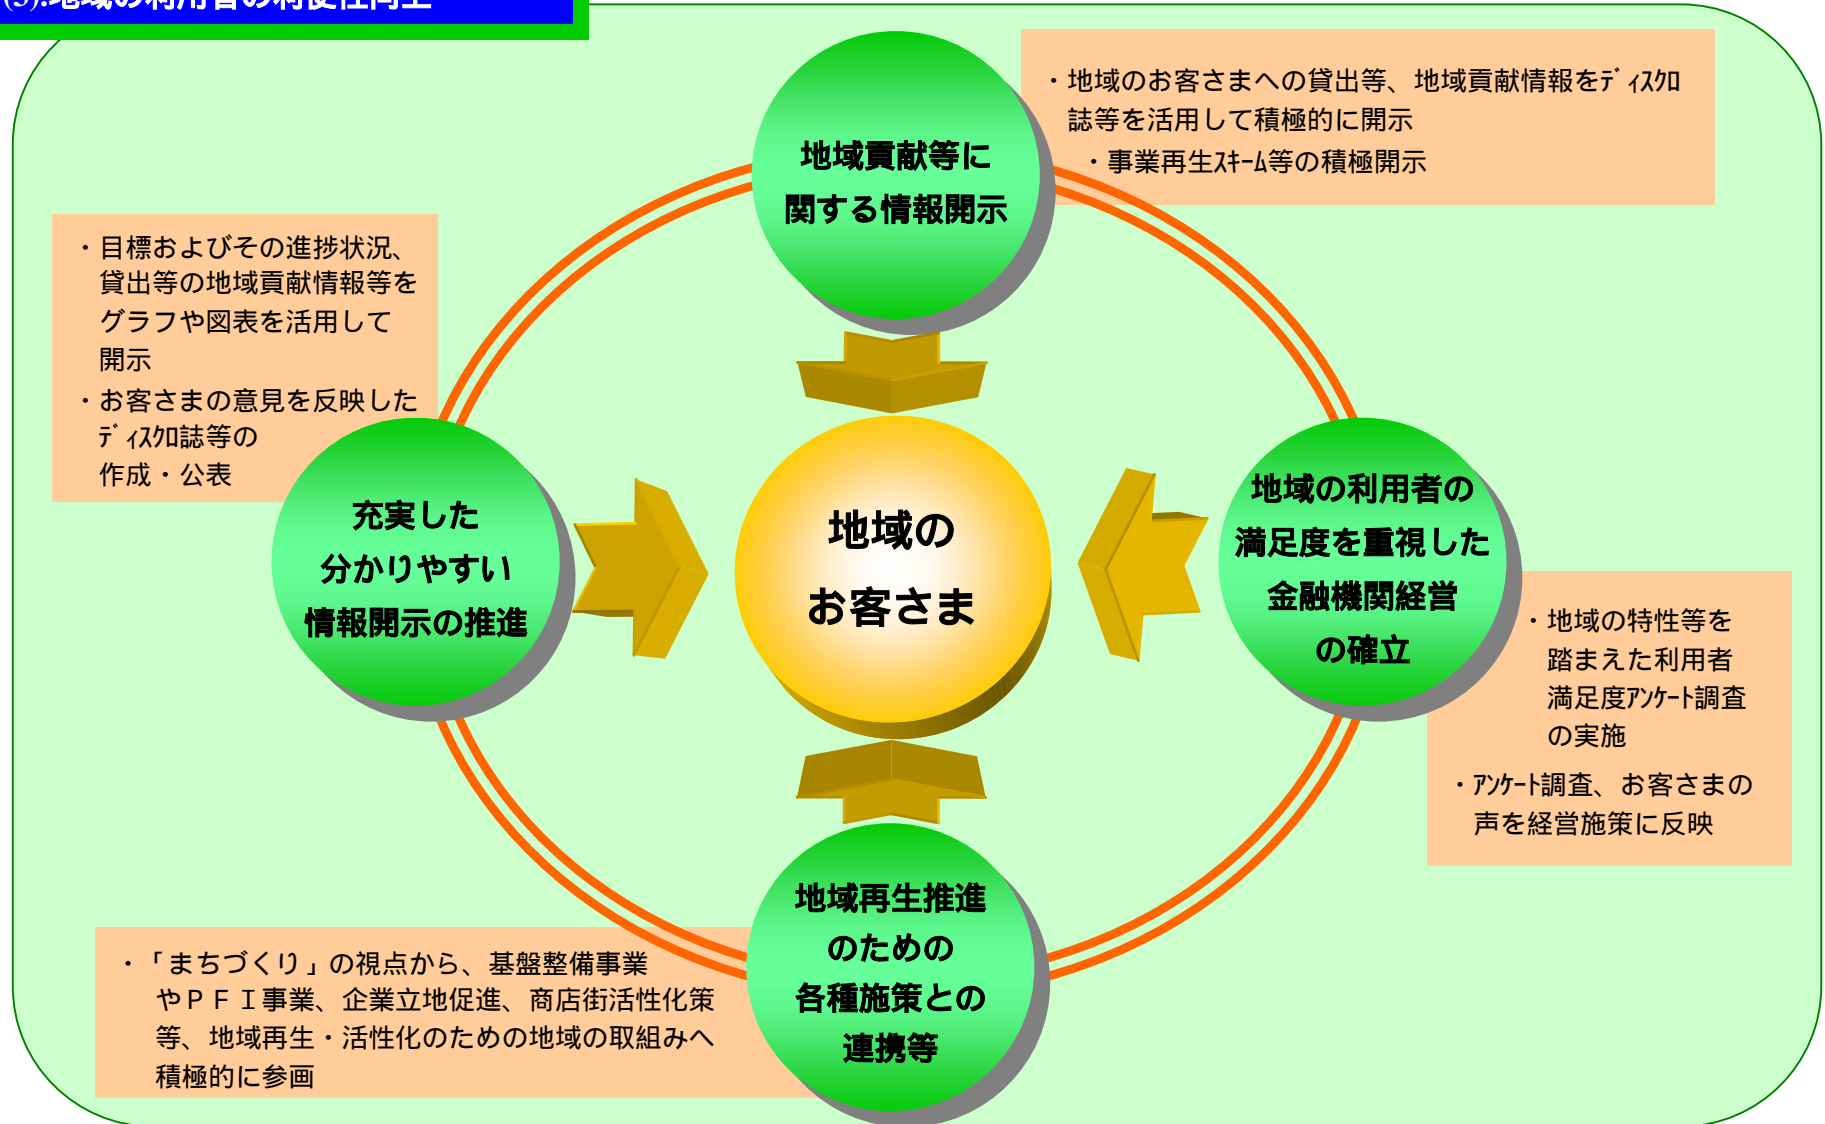 (3).地域の利用者の利便性向上
地域貢献等に
関する情報開示
・地域のお客さまへの貸出等、地域貢献情報をﾃﾞｨｽｸﾛ
誌等を活用して積極的に開示
・事業再生ｽｷｰﾑ等の積極開示
・目標およびその進捗状況、
貸出等の地域貢献情報等を
グラフや図表を活用して
開示
・お客さまの意見を反映した
ﾃﾞｨｽｸﾛ誌等の
作成・公表
充実した
分かりやすい
情報開示の推進
地域の
お客さま
地域の利用者の
満足度を重視した
金融機関経営
の確立
・地域の特性等を
踏まえた利用者
満足度ｱﾝｹｰﾄ調査
の実施
・ｱﾝｹｰﾄ調査、お客さまの
声を経営施策に反映
地域再生推進
のための
各種施策との
連携等
・「まちづくり」の視点から、基盤整備事業
やＰＦＩ事業、企業立地促進、商店街活性化策
等、地域再生・活性化のための地域の取組みへ
積極的に参画